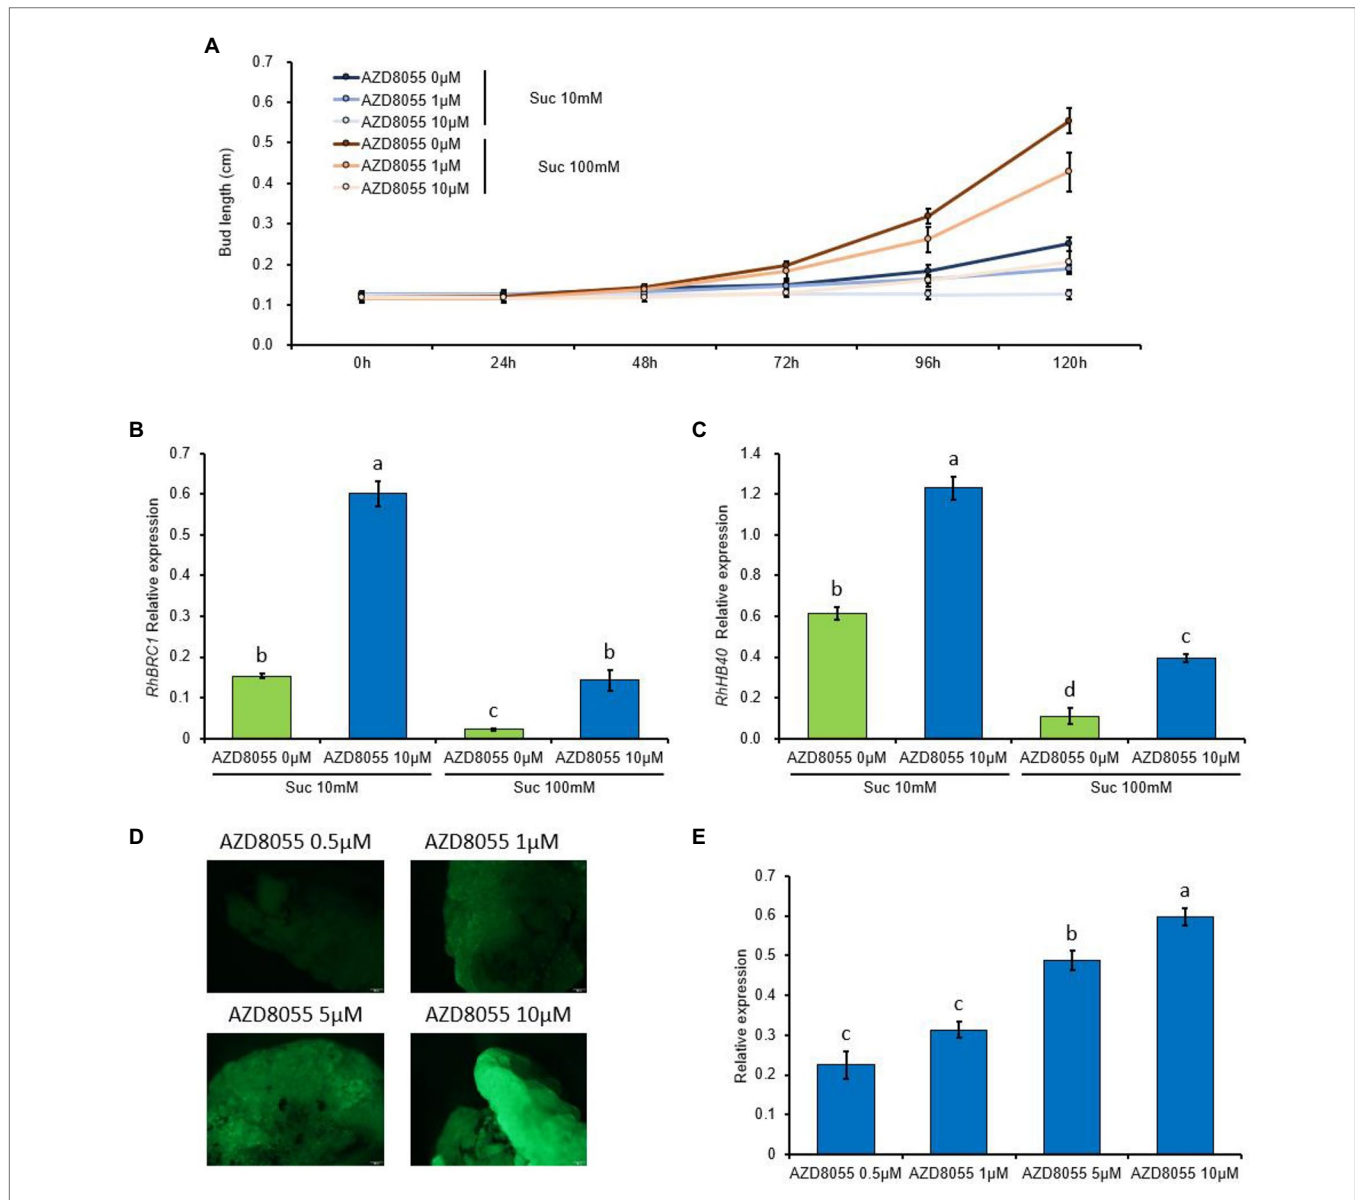 A
0.7
0.6
0.5
0.4
0.3
0.2
0.1
0.0
Bud length (cm)
AZD8055 0µM
AZD8055 1µM
AZD8055 10µM
Suc 10mM
AZD8055 0µM
AZD8055 1µM
AZD8055 10µM
Suc 100mM
0h 24h 48h 72h 96h 120h
B
0.7
0.6
0.5
0.4
0.3
0.2
0.1
0
RhBRC1 Relative expression
b a c b
AZD8055 0µM AZD8055 10µM AZD8055 0µM AZD8055 10µM
Suc 10mM Suc 100mM
C
1.4
1.2
1.0
0.8
0.6
0.4
0.2
0.0
RhHB40 Relative expression
b a d c
AZD8055 0µM AZD8055 10µM AZD8055 0µM AZD8055 10µM
Suc 10mM Suc 100mM
D
AZD8055 0.5µM AZD8055 1µM
AZD8055 5µM AZD8055 10µM
E
0.7
0.6
0.5
0.4
0.3
0.2
0.1
0
Relative expression
c c b a
AZD8055 0.5µM AZD8055 1µM AZD8055 5µM AZD8055 10µM